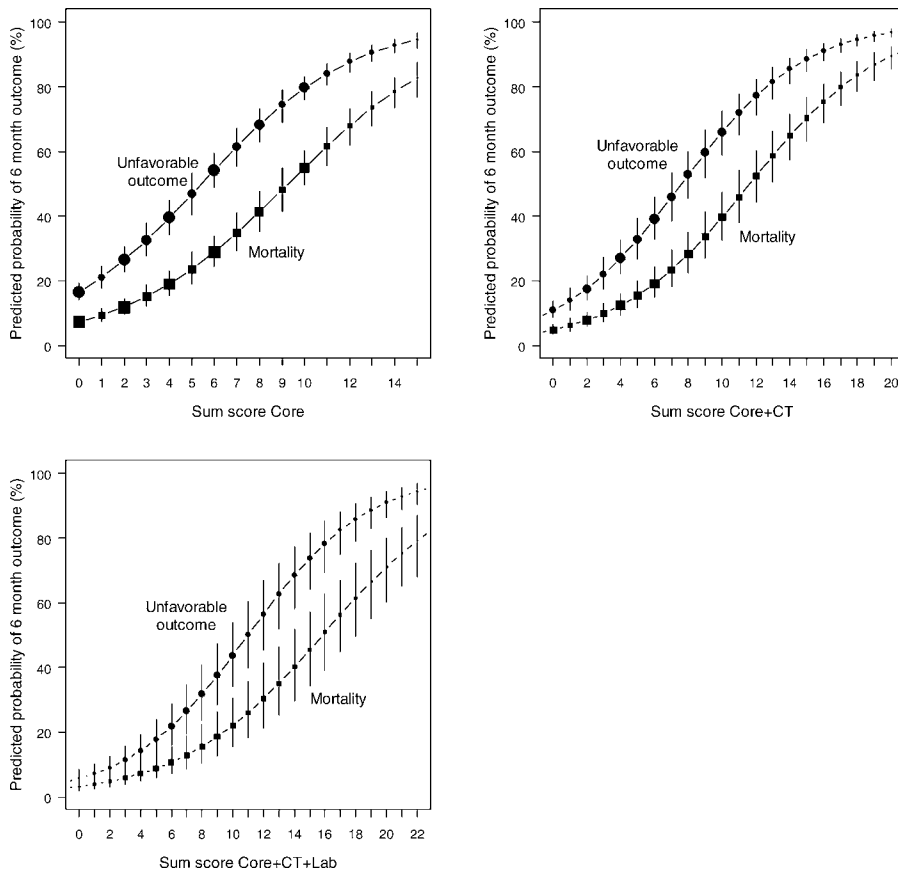 Predicted probability of 6 month outcome (%)
100
80
60
40
20
0
Unfavorable
outcome
Mortality
0 1 2 3 4 5 6 7 8 9 10 12 14
Sum score Core
Predicted probability of 6 month outcome (%)
100
80
60
40
20
0
Unfavorable
outcome
Mortality
0 2 4 6 8 10 12 14 16 18 20
Sum score Core+CT
Predicted probability of 6 month outcome (%)
100
80
60
40
20
0
Unfavorable
outcome
Mortality
0 2 4 6 8 10 12 14 16 18 20 22
Sum score Core+CT+Lab